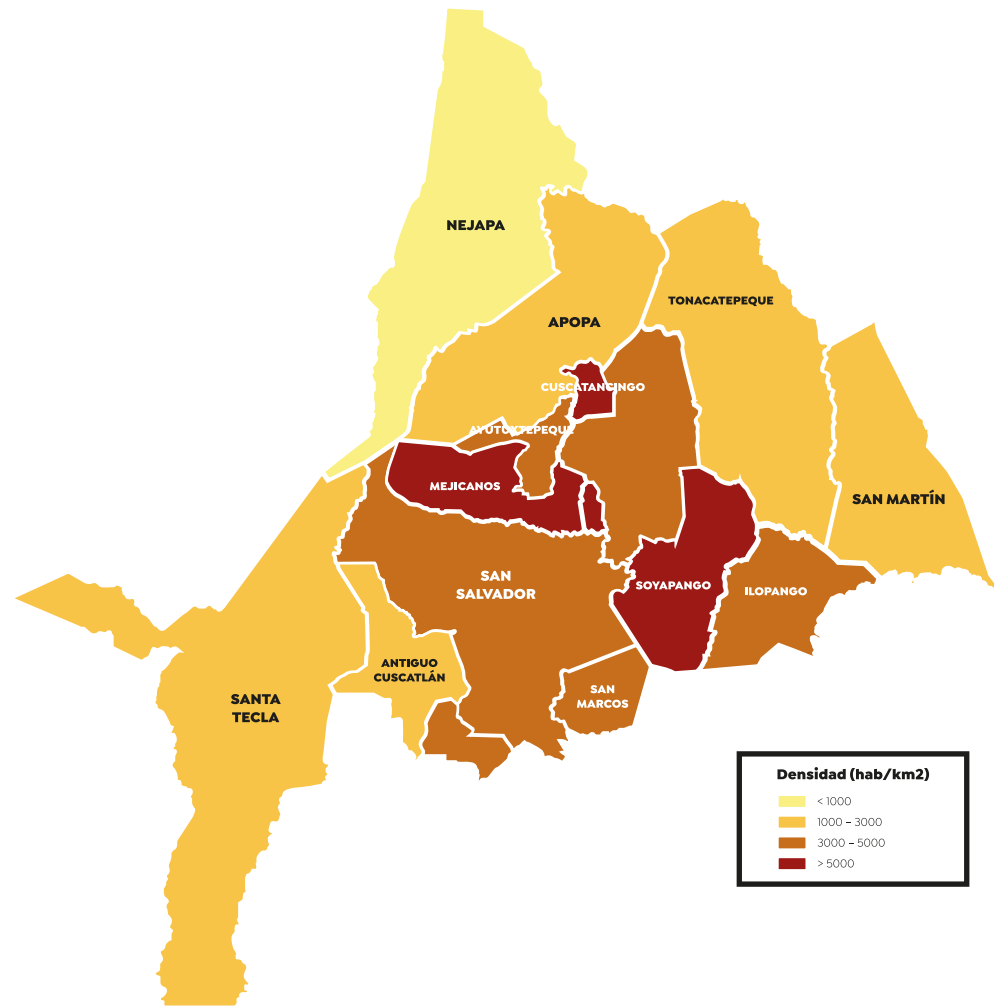 NEJAPA
TONACATEPEQUE
APOPA
CUSCATANCINGO
AYUTUXTEPEQUE
MEJICANOS
SAN MARTÍN
SAN
SALVADOR
SOYAPANGO
ILOPANGO
ANTIGUO
CUSCATLÁN
SANTA
TECLA
SAN
MARCOS
Densidad (hab/km2)
< 1000
1000 – 3000
3000 – 5000
> 5000